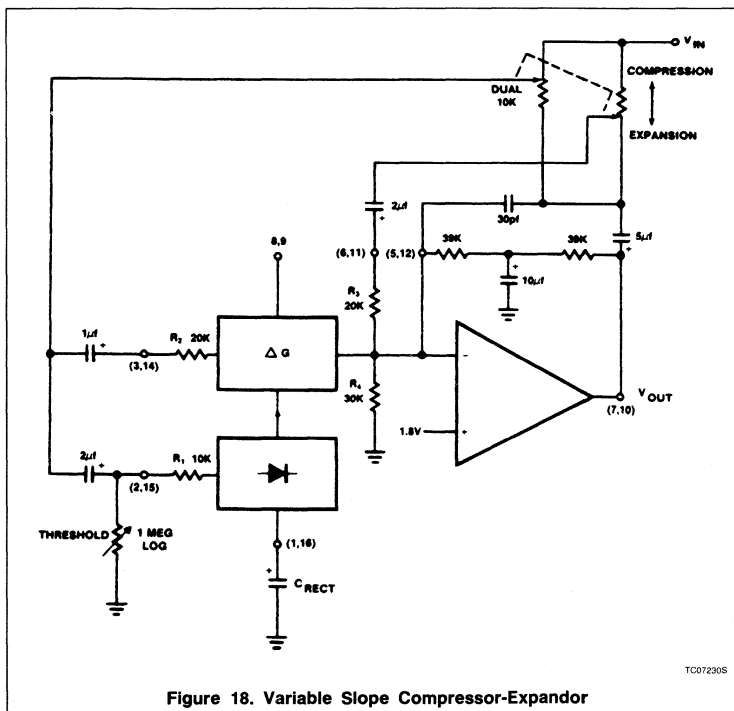 V IN
COMPRESSION
DUAL
10K
EXPANSION
2µf
+
30pf
8,9
(6,11)
(5,12)
39K
39K
+
5µf
+
10µf
R3
20K
1µf
+
R2 20K
(3,14)
Δ G
R4
30K
−
V OUT
(7,10)
1.8V
+
2µf
+
R1 10K
(2,15)
THRESHOLD
1 MEG
LOG
(1,16)
+
C RECT
TC07230S
Figure 18. Variable Slope Compressor-Expandor